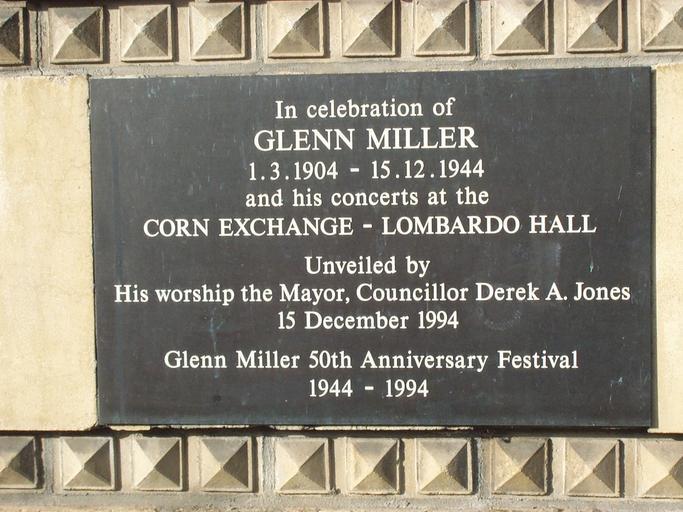 In celebration of
GLENN MILLER
1.3.1904 - 15.12.1944
and his concerts at the
CORN EXCHANGE - LOMBARDO HALL
Unveiled by
His worship the Mayor, Councillor Derek A. Jones
15 December 1994
Glenn Miller 50th Anniversary Festival
1944 - 1994